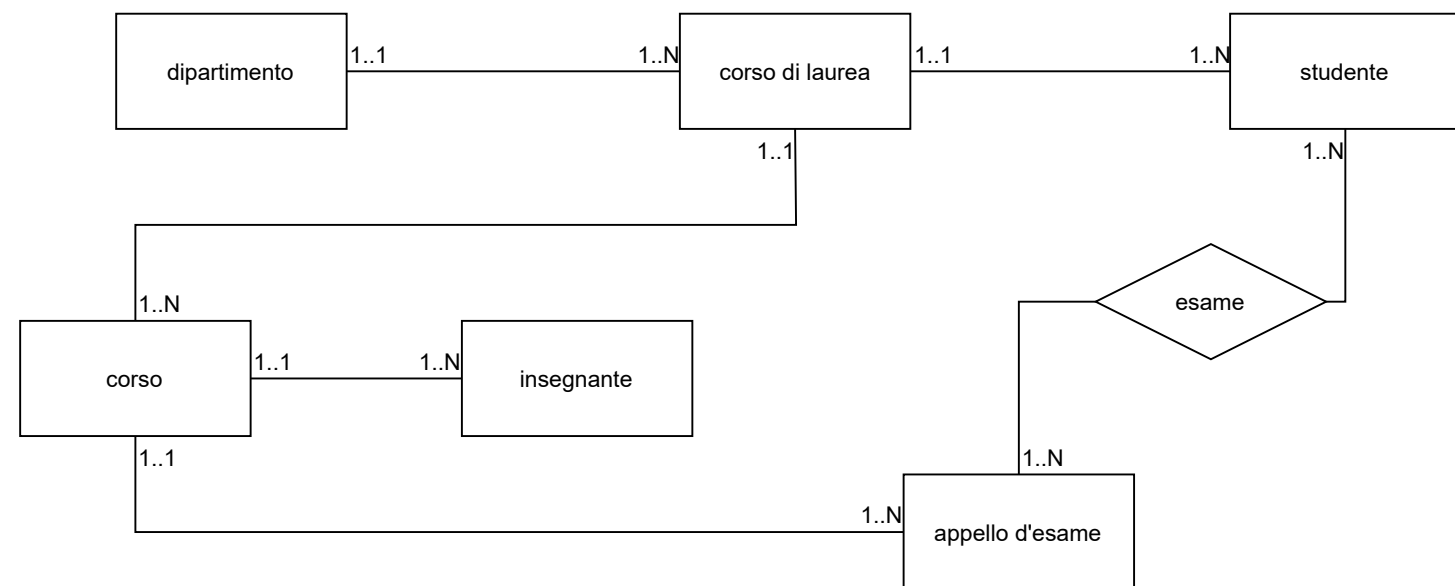 dipartimento
1..1
1..N
corso di laurea
1..1
1..N
studente
1..1
1..N
esame
1..N
corso
1..1
1..N
insegnante
1..1
1..N
1..N
appello d'esame